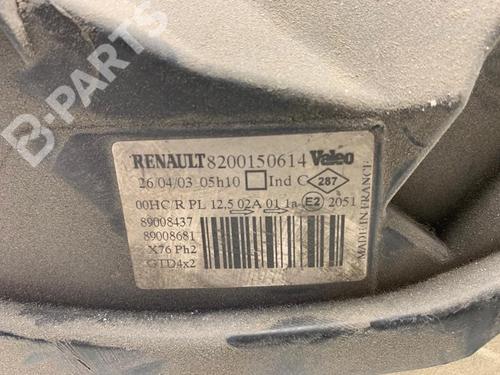 B-PARTS
RENAULT 8200150614 Valeo
26/04/03 05h10 Ind C 287
00HC/R PL 12.5 02A 01 1a E2 2051
89008437
89008681
X76 Ph2
GTD4x2
MADE IN FRANCE